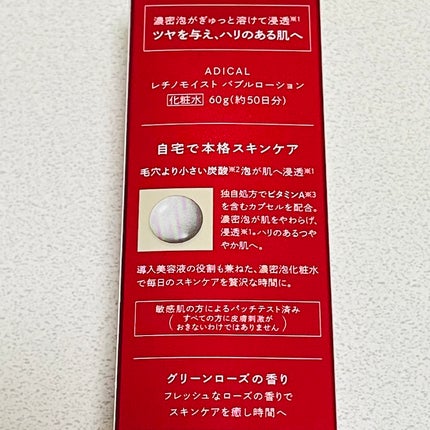 濃密泡がぎゅっと溶けて浸透※1
ツヤを与え、ハリのある肌へ
ADICAL
レチノモイスト バブルローション
化粧水 60g(約50日分)
自宅で本格スキンケア
毛穴より小さい炭酸※2泡が肌へ浸透※1
独自処方でビタミンA※3
を含むカプセルを配合。
濃密泡が肌をやわらげ、
浸透※1。ハリのあるつや
やか肌へ。
導入美容液の役割も兼ねた、濃密泡化粧水
で毎日のスキンケアを贅沢な時間に。
敏感肌の方によるパッチテスト済み
(すべての方に皮膚刺激が
おきないわけではありません)
グリーンローズの香り
フレッシュなローズの香りで
スキンケアを癒し時間へ